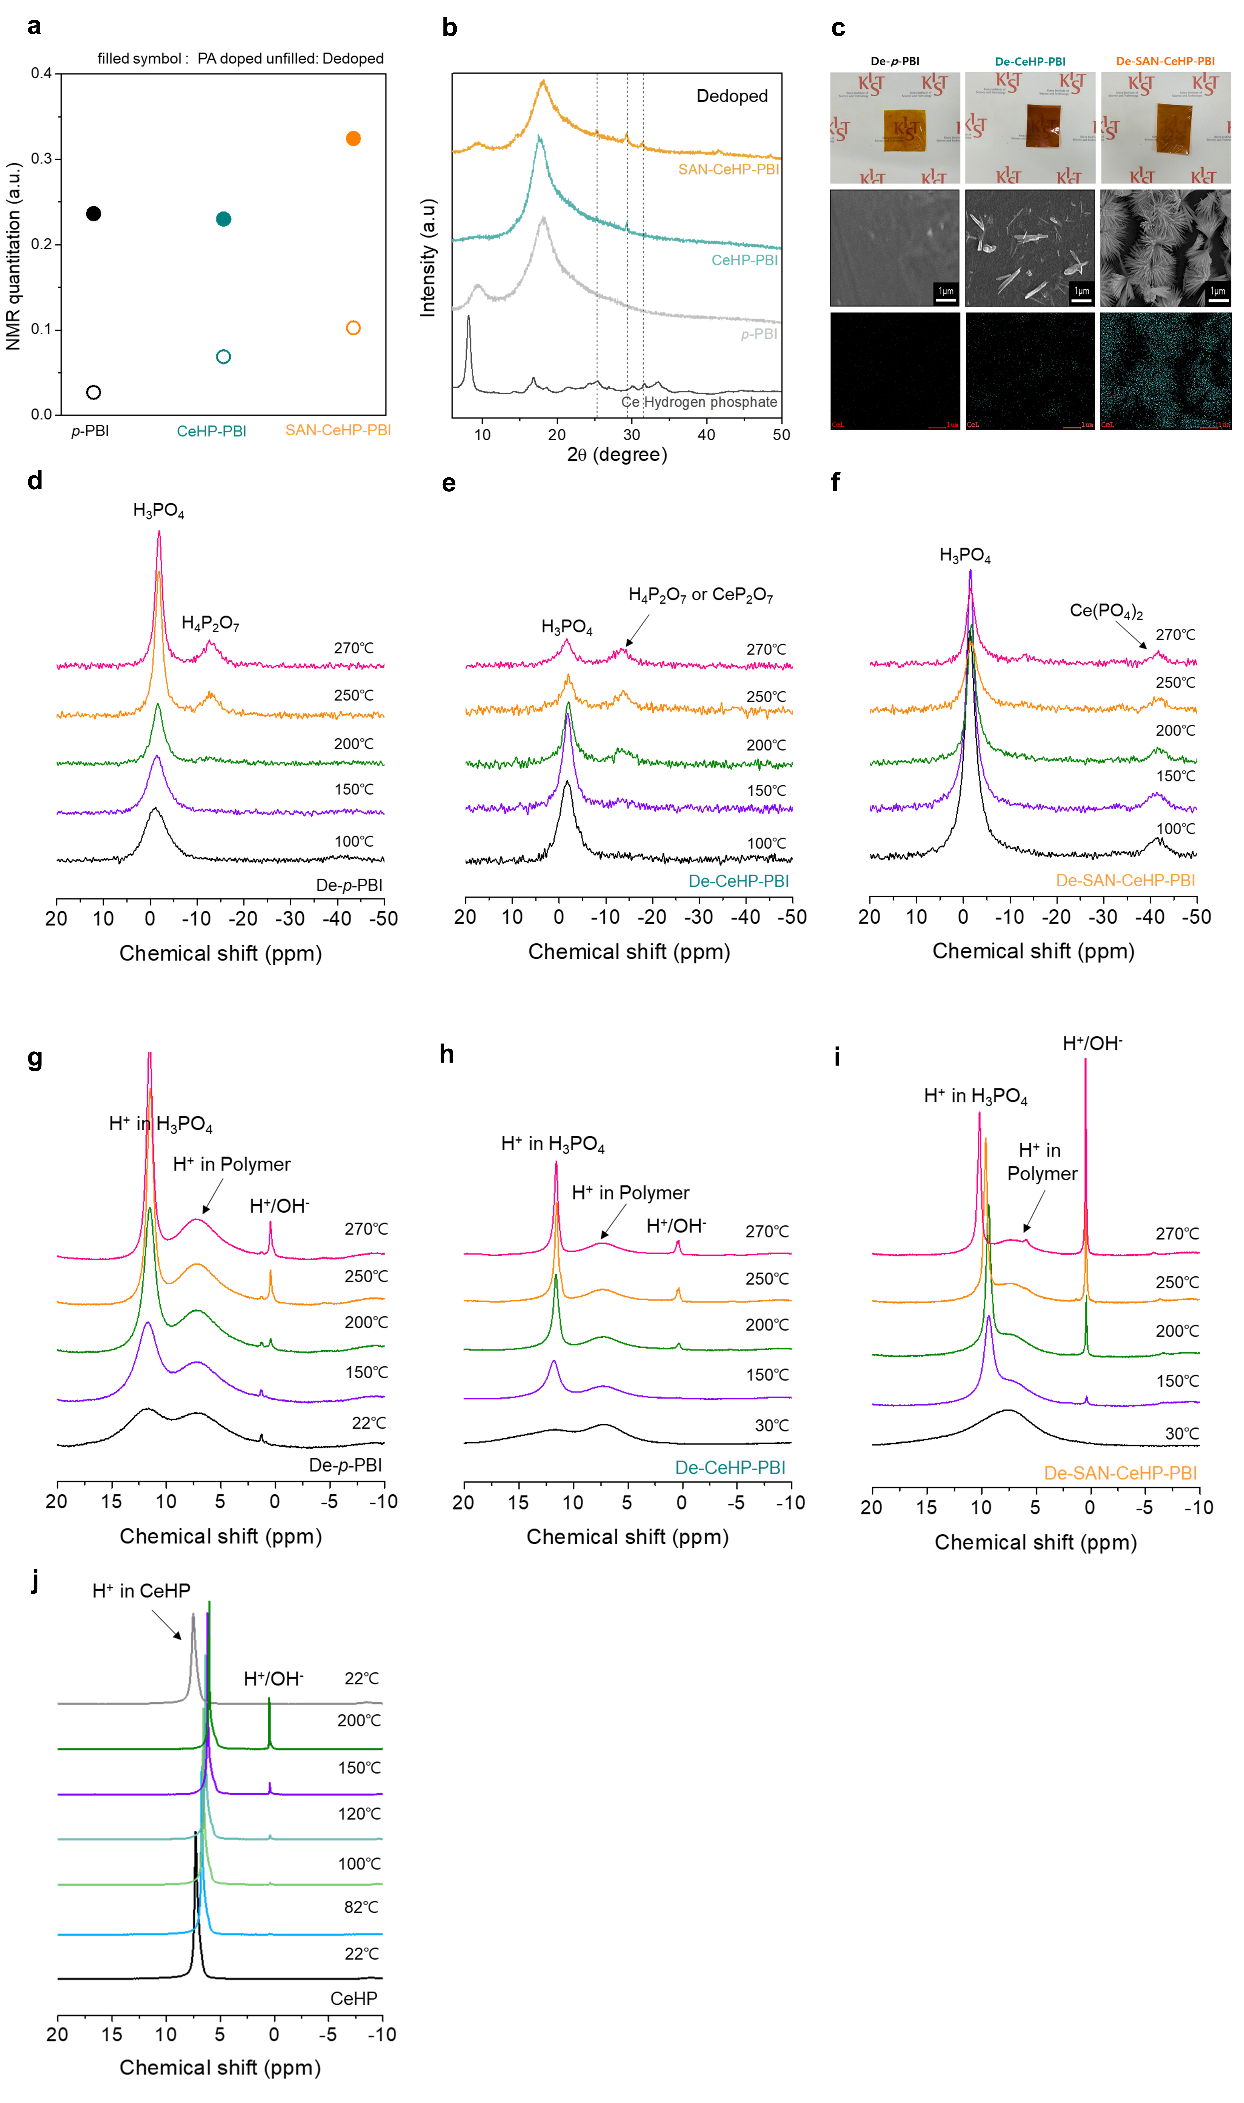 a
filled symbol : PA doped unfilled: Dedoped
NMR quantitation (a.u.)
0.4
0.3
0.2
0.1
0.0
p-PBI
CeHP-PBI
SAN-CeHP-PBI
b
Dedoped
Intensity (a.u)
SAN-CeHP-PBI
CeHP-PBI
p-PBI
Ce Hydrogen phosphate
10 20 30 40 50
2θ (degree)
c
De-p-PBI
De-CeHP-PBI
De-SAN-CeHP-PBI
KIST
1μm
1μm
1μm
CeL 1um
CeL 1um
CeL 1um
d
H₃PO₄
H₄P₂O₇
270℃
250℃
200℃
150℃
100℃
De-p-PBI
20 10 0 -10 -20 -30 -40 -50
Chemical shift (ppm)
e
H₄P₂O₇ or CeP₂O₇
H₃PO₄
270℃
250℃
200℃
150℃
100℃
De-CeHP-PBI
20 10 0 -10 -20 -30 -40 -50
Chemical shift (ppm)
f
H₃PO₄
Ce(PO₄)₂
270℃
250℃
200℃
150℃
100℃
De-SAN-CeHP-PBI
20 10 0 -10 -20 -30 -40 -50
Chemical shift (ppm)
g
H⁺ in H₃PO₄
H⁺ in Polymer
H⁺/OH⁻
270℃
250℃
200℃
150℃
22℃
De-p-PBI
20 15 10 5 0 -5 -10
Chemical shift (ppm)
h
H⁺ in H₃PO₄
H⁺ in Polymer
H⁺/OH⁻
270℃
250℃
200℃
150℃
30℃
De-CeHP-PBI
20 15 10 5 0 -5 -10
Chemical shift (ppm)
i
H⁺/OH⁻
H⁺ in H₃PO₄
H⁺ in
Polymer
270℃
250℃
200℃
150℃
30℃
De-SAN-CeHP-PBI
20 15 10 5 0 -5 -10
Chemical shift (ppm)
j
H⁺ in CeHP
H⁺/OH⁻
22℃
200℃
150℃
120℃
100℃
82℃
22℃
CeHP
20 15 10 5 0 -5 -10
Chemical shift (ppm)